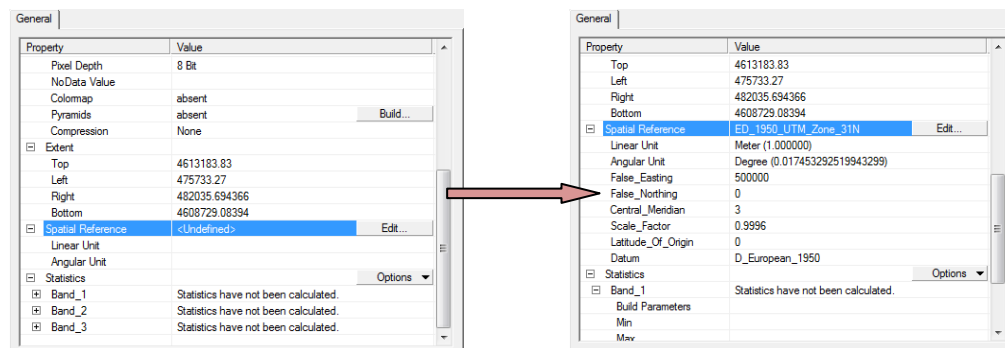 General
Property Value
Pixel Depth 8 Bit
NoData Value
Colormap absent
Pyramids absent Build...
Compression None
Extent
Top 4613183.83
Left 475733.27
Right 482035.694366
Bottom 4608729.08394
Spatial Reference <Undefined> Edit...
Linear Unit
Angular Unit
Statistics Options
Band_1 Statistics have not been calculated.
Band_2 Statistics have not been calculated.
Band_3 Statistics have not been calculated.
General
Property Value
Top 4613183.83
Left 475733.27
Right 482035.694366
Bottom 4608729.08394
Spatial Reference ED_1950_UTM_Zone_31N Edit...
Linear Unit Meter (1.000000)
Angular Unit Degree (0.017453292519943299)
False_Easting 500000
False_Northing 0
Central_Meridian 3
Scale_Factor 0.9996
Latitude_Of_Origin 0
Datum D_European_1950
Statistics Options
Band_1 Statistics have not been calculated.
Build Parameters
Min
Max